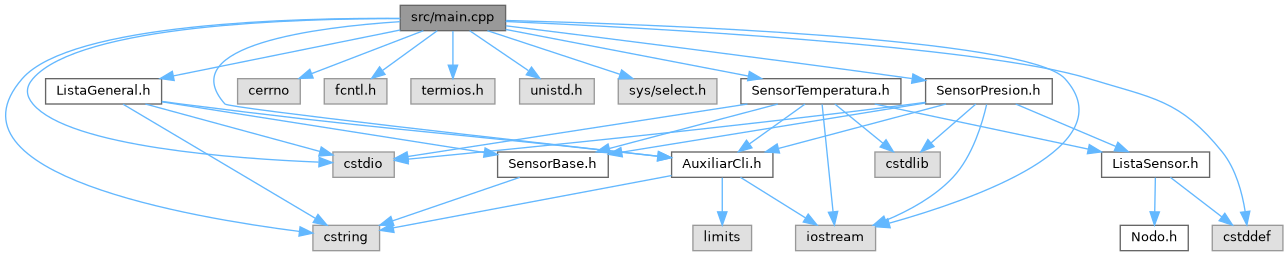 src/main.cpp
ListaGeneral.h
cerrno
fcntl.h
termios.h
unistd.h
sys/select.h
SensorTemperatura.h
SensorPresion.h
cstdio
SensorBase.h
AuxiliarCli.h
cstdlib
ListaSensor.h
cstring
limits
iostream
Nodo.h
cstddef